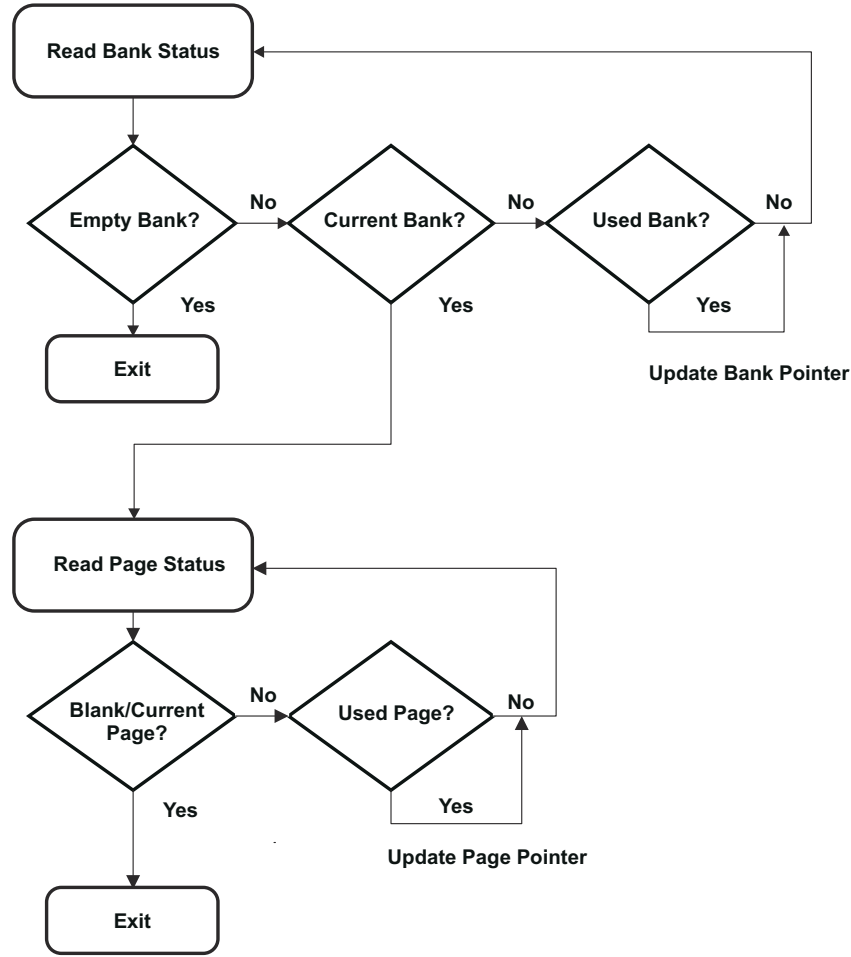 Read Bank Status
Empty Bank?
No
Current Bank?
No
Used Bank?
No
Yes
Yes
Yes
Exit
Update Bank Pointer
Read Page Status
Blank/Current
Page?
No
Used Page?
No
Yes
Yes
Update Page Pointer
Exit